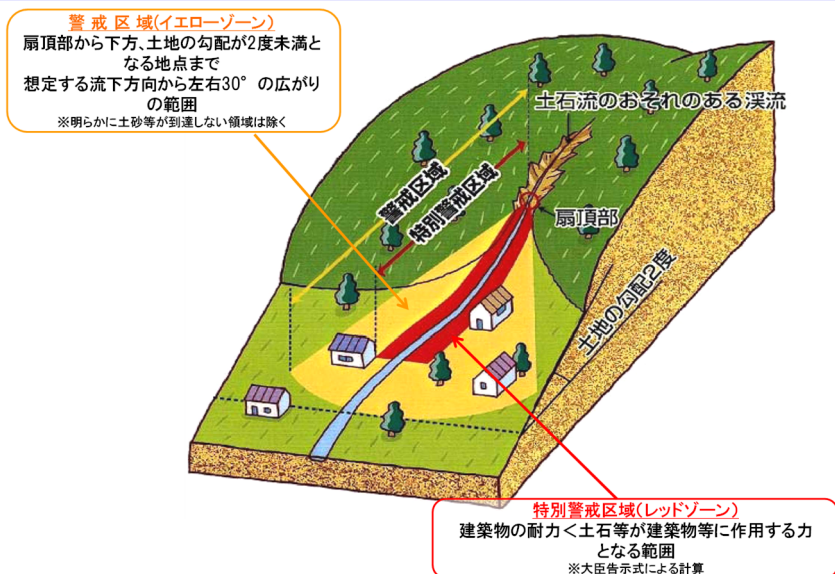 警 戒 区 域(イエローゾーン)
扇頂部から下方、土地の勾配が2度未満と
なる地点まで
想定する流下方向から左右30°の広がり
の範囲
※明らかに土砂等が到達しない領域は除く
土石流のおそれのある渓流
警戒区域
特別警戒区域
扇頂部
土地の勾配2度
特別警戒区域(レッドゾーン)
建築物の耐力＜土石等が建築物等に作用する力
となる範囲
※大臣告示式による計算